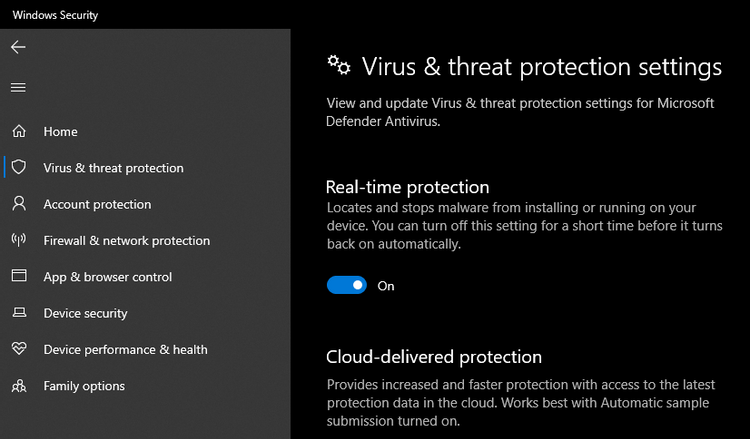 Windows Security
Home
Virus & threat protection
Account protection
Firewall & network protection
App & browser control
Device security
Device performance & health
Family options
Virus & threat protection settings
View and update Virus & threat protection settings for Microsoft
Defender Antivirus.
Real-time protection
Locates and stops malware from installing or running on your
device. You can turn off this setting for a short time before it turns
back on automatically.
On
Cloud-delivered protection
Provides increased and faster protection with access to the latest
protection data in the cloud. Works best with Automatic sample
submission turned on.